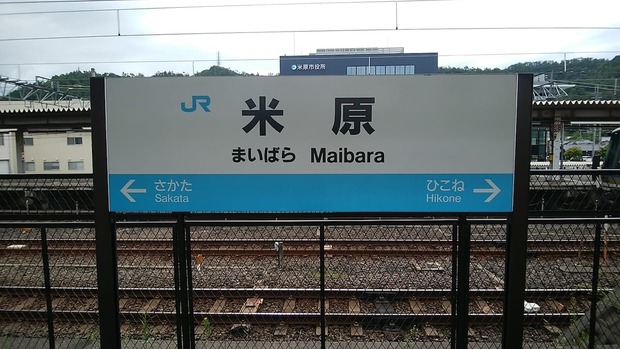 米原市役所
JR 米原
まいばら Maibara
← さかた ひこね →
Sakata Hikone